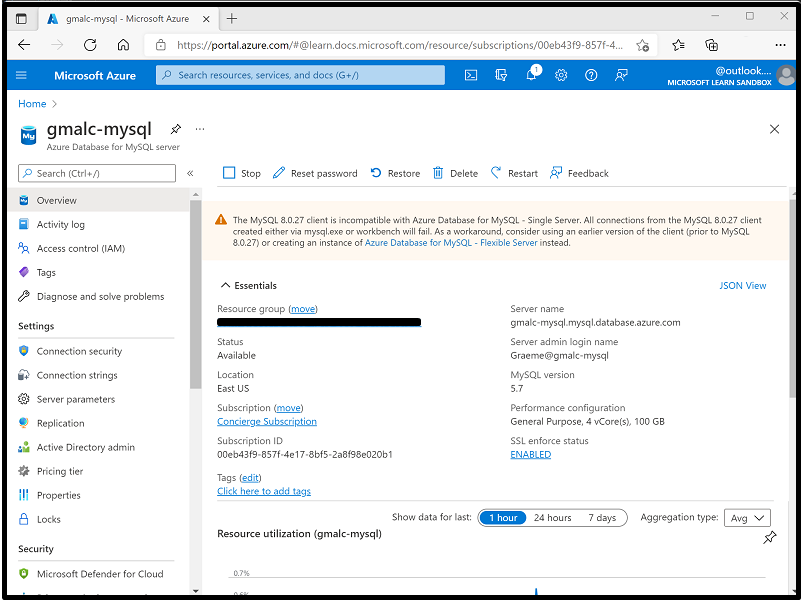 gmalc-mysql - Microsoft Azure
https://portal.azure.com/#@learn.docs.microsoft.com/resource/subscriptions/00eb43f9-857f-4...
Microsoft Azure
Search resources, services, and docs (G+/)
1
@outlook....
MICROSOFT LEARN SANDBOX
Home >
gmalc-mysql
My
Azure Database for MySQL server
Search (Ctrl+/)
Stop
Reset password
Restore
Delete
Restart
Feedback
Overview
Activity log
Access control (IAM)
Tags
Diagnose and solve problems
Settings
Connection security
Connection strings
Server parameters
Replication
Active Directory admin
Pricing tier
Properties
Locks
Security
Microsoft Defender for Cloud
The MySQL 8.0.27 client is incompatible with Azure Database for MySQL - Single Server. All connections from the MySQL 8.0.27 client
created either via mysql.exe or workbench will fail. As a workaround, consider using an earlier version of the client (prior to MySQL
8.0.27) or creating an instance of Azure Database for MySQL - Flexible Server instead.
Essentials
JSON View
Resource group (move)
Status
Available
Location
East US
Subscription (move)
Concierge Subscription
Subscription ID
00eb43f9-857f-4e17-8bf5-2a8f98e020b1
Tags (edit)
Click here to add tags
Server name
gmalc-mysql.mysql.database.azure.com
Server admin login name
Graeme@gmalc-mysql
MySQL version
5.7
Performance configuration
General Purpose, 4 vCore(s), 100 GB
SSL enforce status
ENABLED
Show data for last:
1 hour
24 hours
7 days
Aggregation type:
Avg
Resource utilization (gmalc-mysql)
0.7%